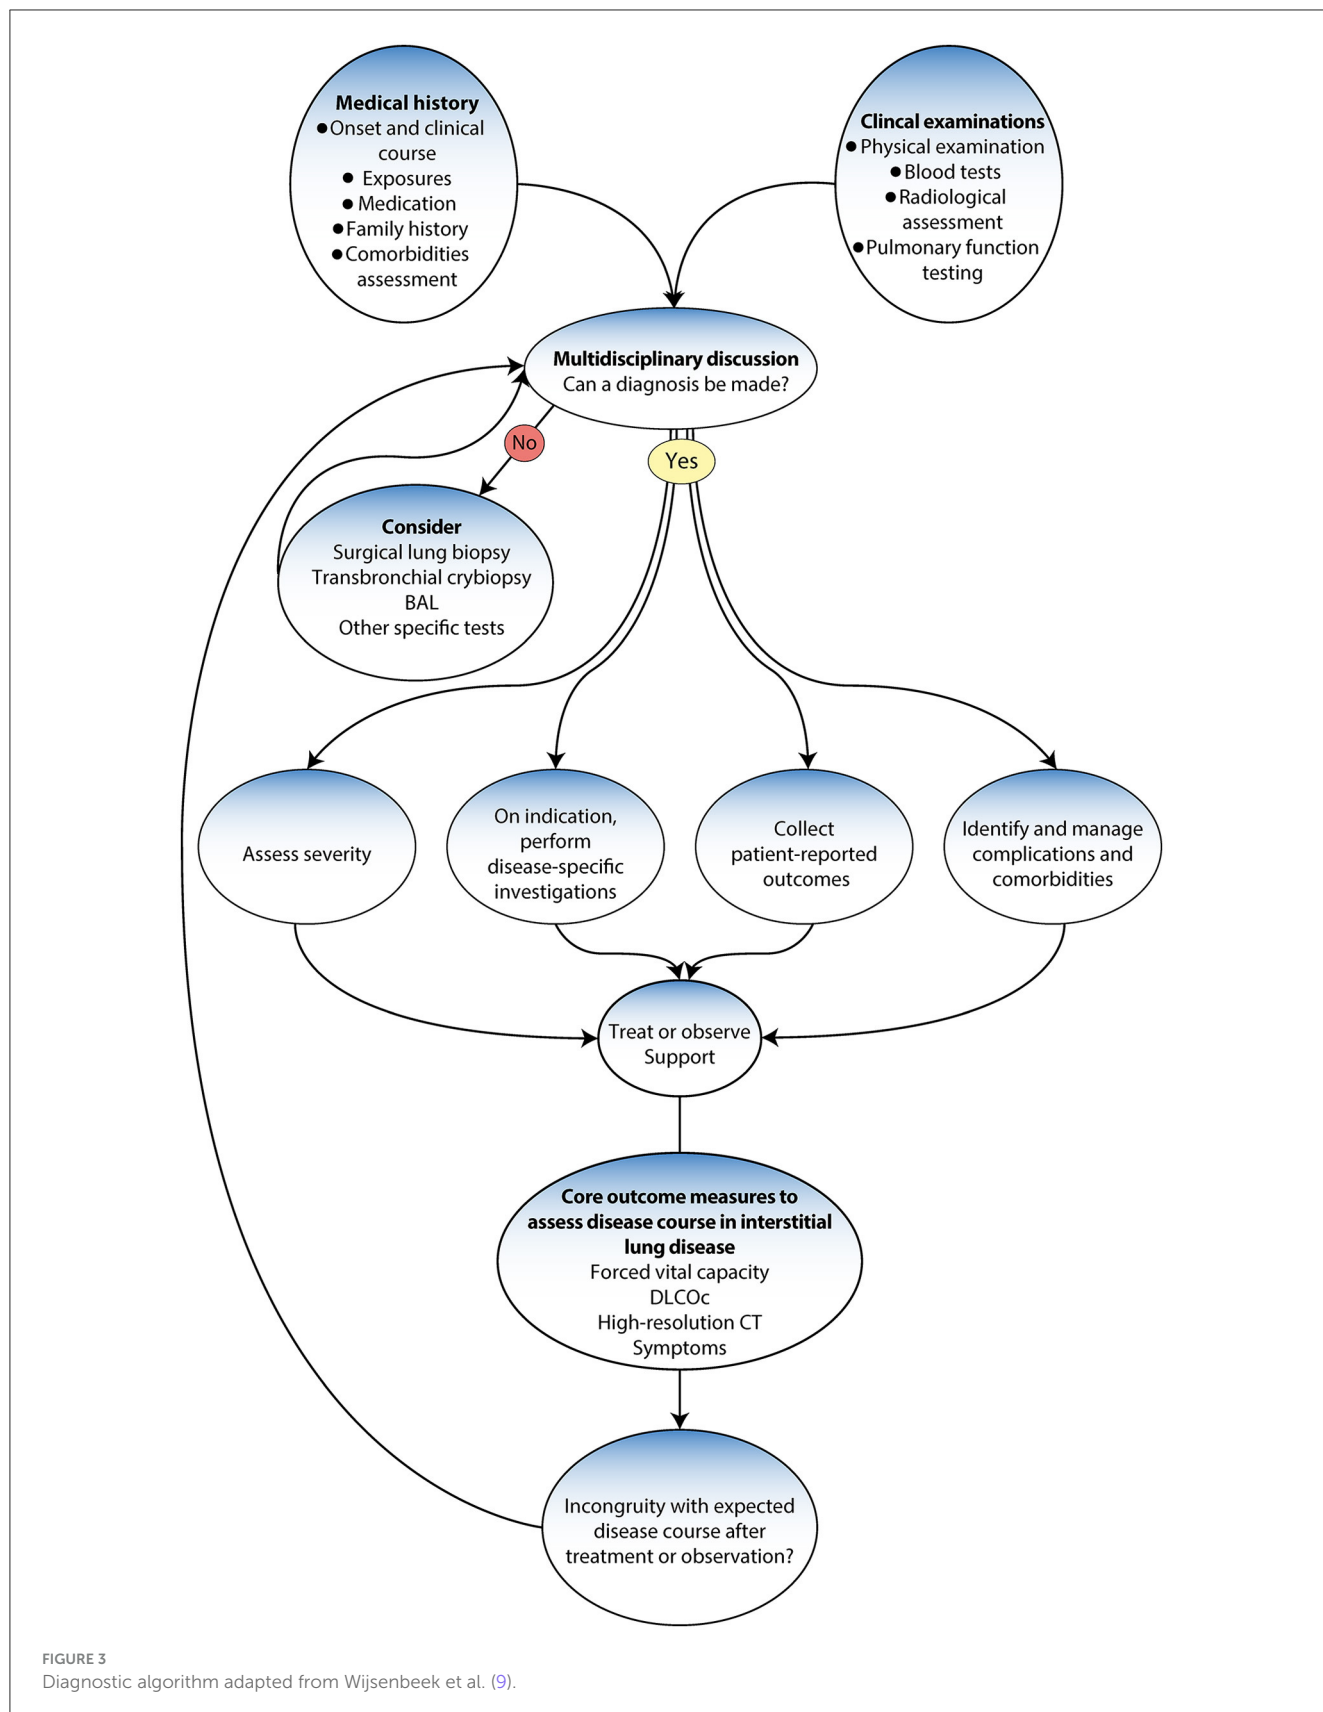 Medical history
●Onset and clinical
course
● Exposures
● Medication
●Family history
●Comorbidities
assessment
Clincal examinations
●Physical examination
●Blood tests
●Radiological
assessment
●Pulmonary function
testing
Multidisciplinary discussion
Can a diagnosis be made?
No
Yes
Consider
Surgical lung biopsy
Transbronchial crybiopsy
BAL
Other specific tests
Assess severity
On indication,
perform
disease-specific
investigations
Collect
patient-reported
outcomes
Identify and manage
complications and
comorbidities
Treat or observe
Support
Core outcome measures to
assess disease course in interstitial
lung disease
Forced vital capacity
DLCOc
High-resolution CT
Symptoms
Incongruity with expected
disease course after
treatment or observation?
FIGURE 3
Diagnostic algorithm adapted from Wijsenbeek et al. (9).